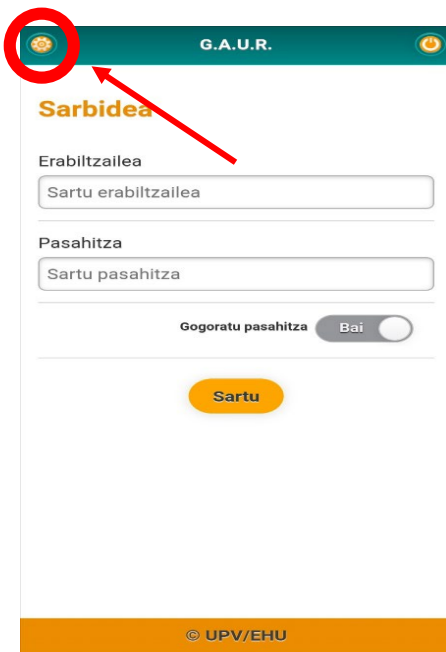 G.A.U.R.
Sarbidea
Erabiltzailea
Sartu erabiltzailea
Pasahitza
Sartu pasahitza
Gogoratu pasahitza Bai
Sartu
© UPV/EHU